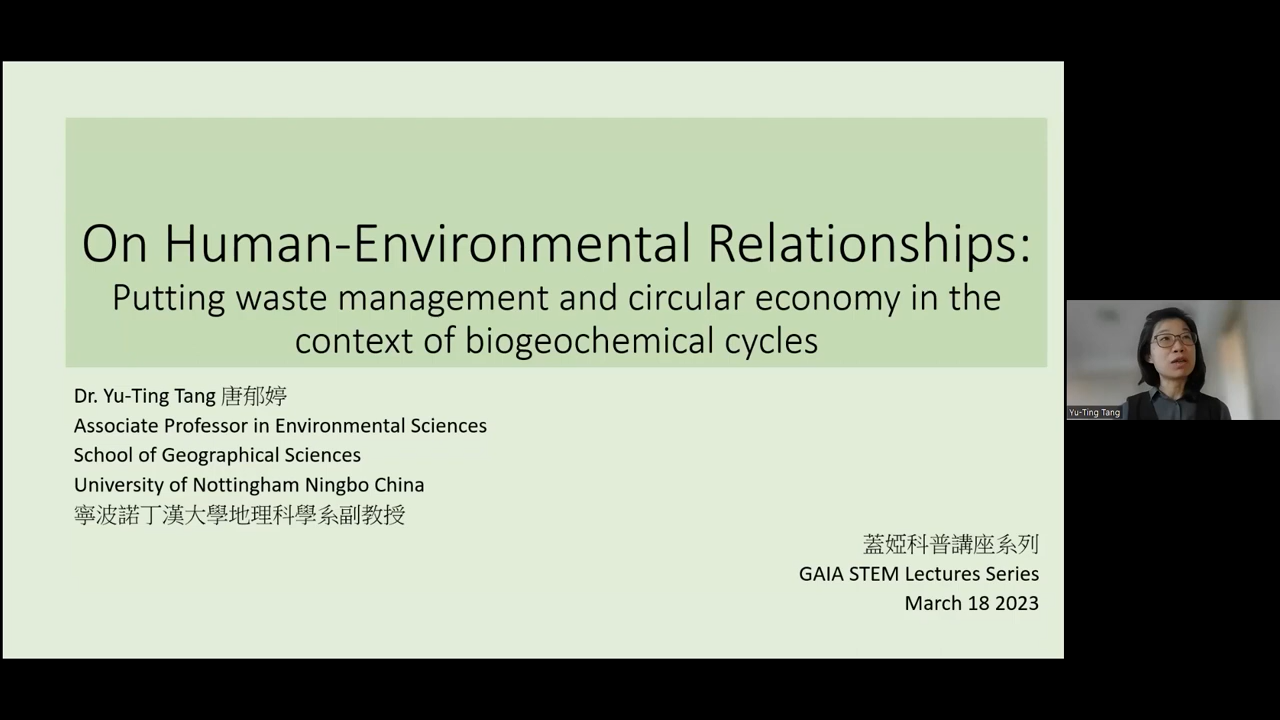 On Human-Environmental Relationships:
Putting waste management and circular economy in the
context of biogeochemical cycles
Dr. Yu-Ting Tang 唐郁婷
Associate Professor in Environmental Sciences
School of Geographical Sciences
University of Nottingham Ningbo China
寧波諾丁漢大學地理科學系副教授
蓋婭科普講座系列
GAIA STEM Lectures Series
March 18 2023
Yu-Ting Tang